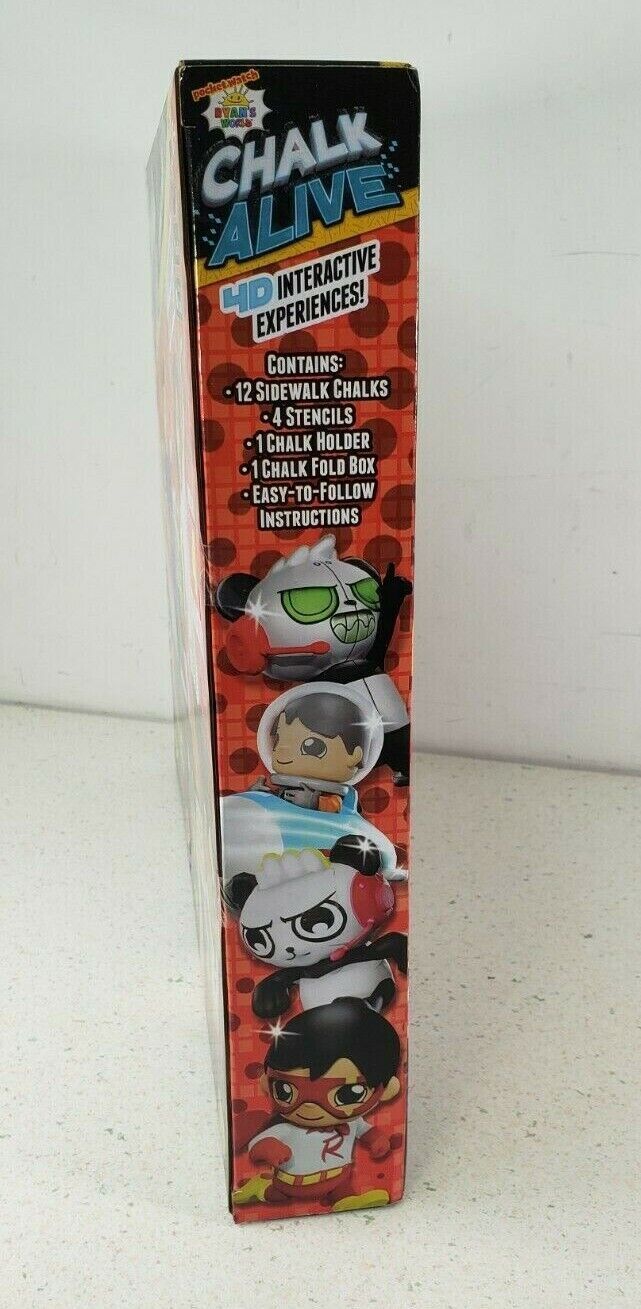 pocket.watch
RYAN'S
WORLD
CHALK
ALIVE
4D INTERACTIVE
EXPERIENCES!
CONTAINS:
• 12 SIDEWALK CHALKS
• 4 STENCILS
• 1 CHALK HOLDER
• 1 CHALK FOLD BOX
• EASY-TO-FOLLOW
INSTRUCTIONS
R